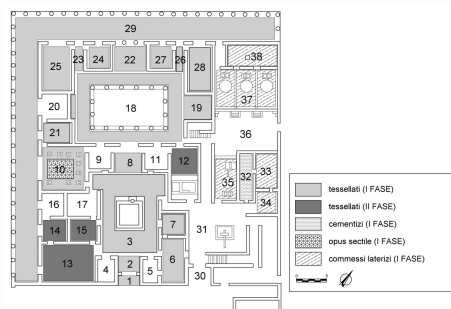 29
38
23 24 22 27 26
25 28
37
20 18 19
21
36
9 8 11 12
10
32 33
35
34
16 17
7
14 15 3 31
13 4 2 6
5 30
1
tessellati (I FASE)
tessellati (II FASE)
cementizi (I FASE)
opus sectile (I FASE)
commessi laterizi (I FASE)